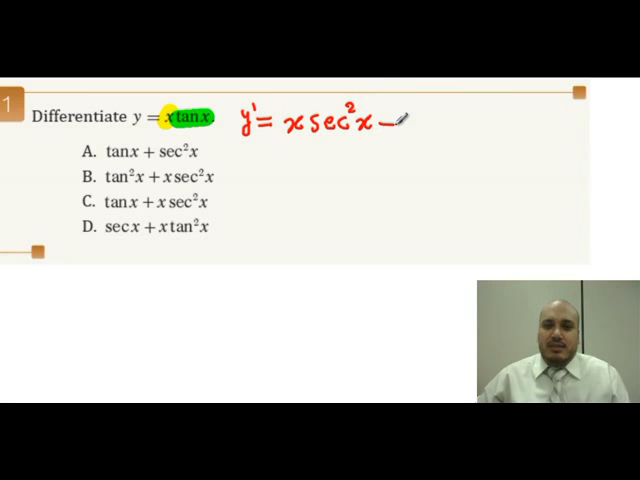 1
Differentiate y = x tan x. y' = x sec²x −
A. tan x + sec²x
B. tan²x + x sec²x
C. tan x + x sec²x
D. sec x + x tan²x